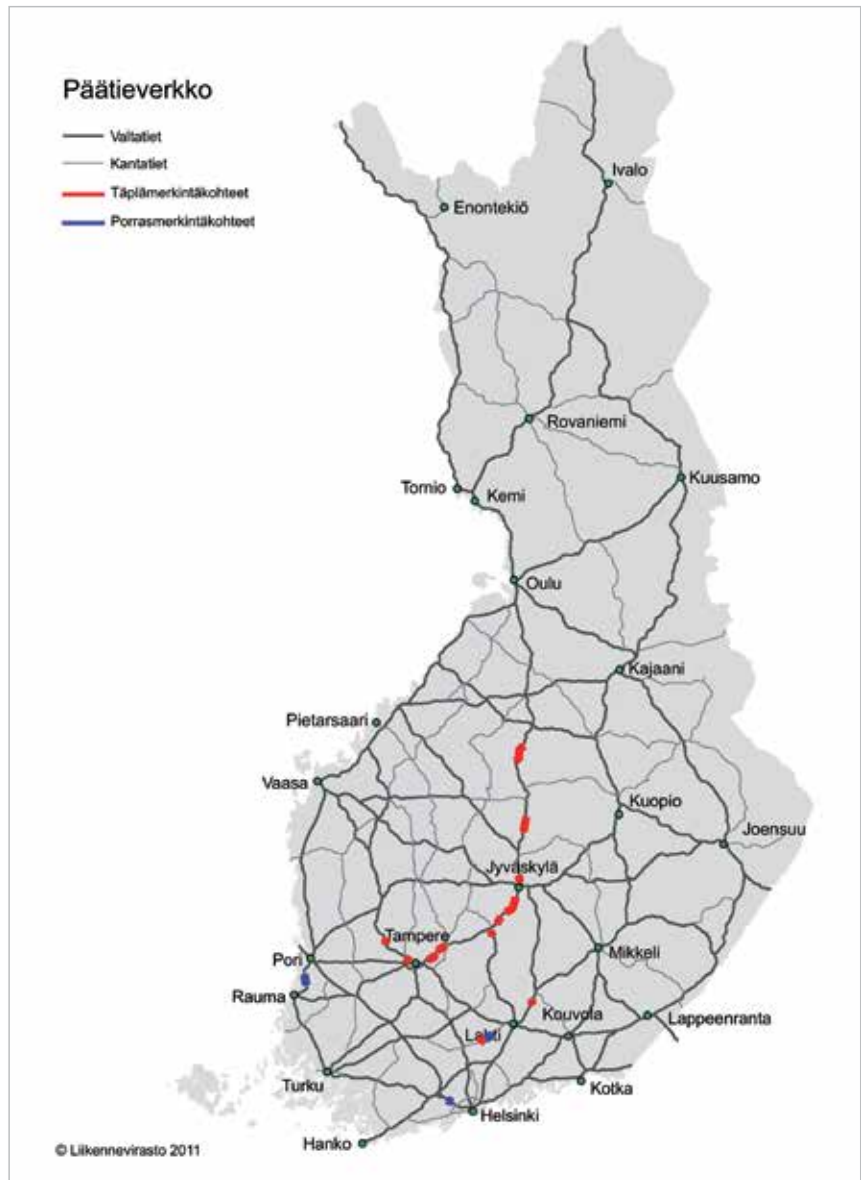 Päätieverkko
Valtatiet
Kantatiet
Täplämerkintäkohteet
Porrasmerkintäkohteet
Ivalo
Enontekiö
Rovaniemi
Kuusamo
Tornio
Kemi
Oulu
Kajaani
Pietarsaari
Vaasa
Kuopio
Joensuu
Jyväskylä
Tampere
Mikkeli
Pori
Rauma
Kouvola
Lappeenranta
Lahti
Turku
Kotka
Helsinki
Hanko
© Liikennevirasto 2011